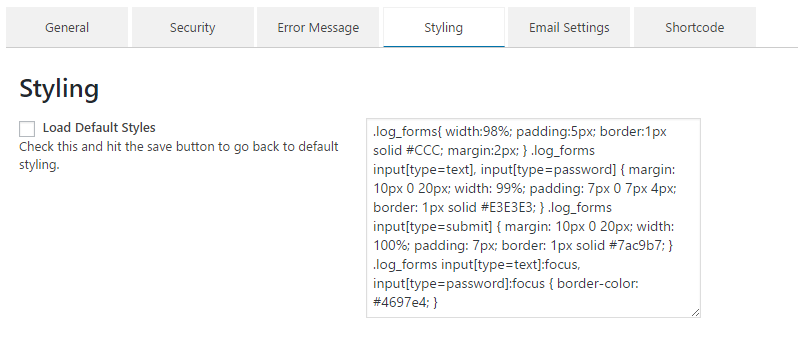 General
Security
Error Message
Styling
Email Settings
Shortcode
Styling
Load Default Styles
Check this and hit the save button to go back to default
styling.
.log_forms{ width:98%; padding:5px; border:1px
solid #CCC; margin:2px; } .log_forms
input[type=text], input[type=password] { margin:
10px 0 20px; width: 99%; padding: 7px 0 7px 4px;
border: 1px solid #E3E3E3; } .log_forms
input[type=submit] { margin: 10px 0 20px; width:
100%; padding: 7px; border: 1px solid #7ac9b7; }
.log_forms input[type=text]:focus,
input[type=password]:focus { border-color:
#4697e4; }